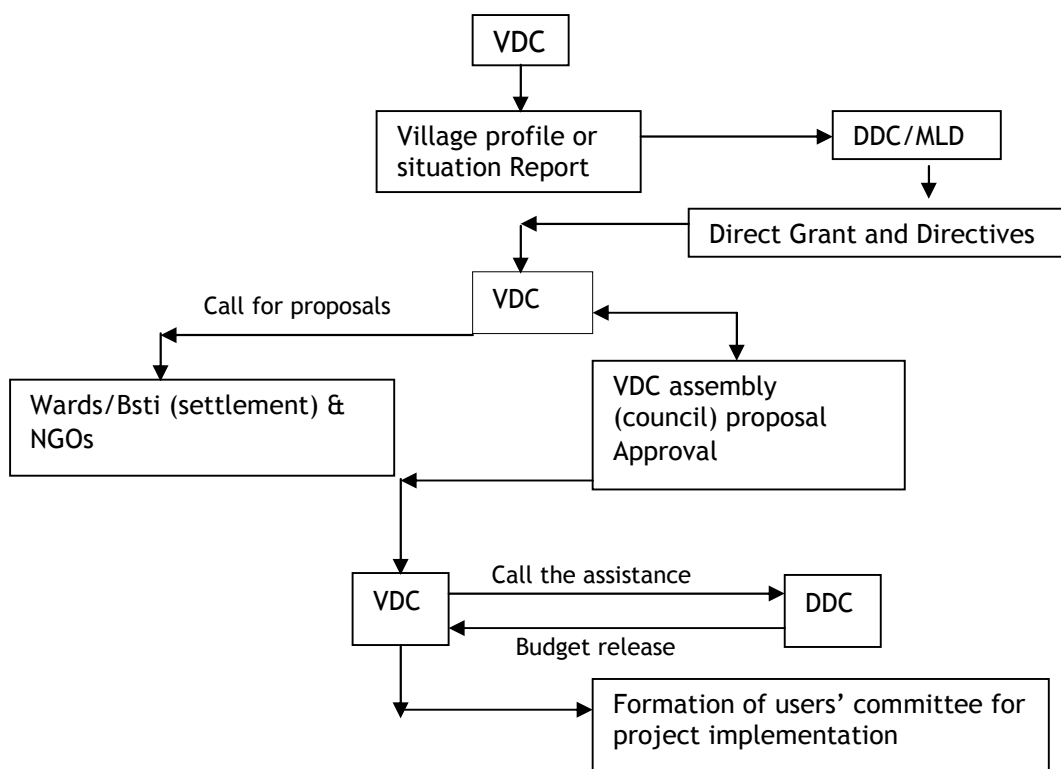 VDC
Village profile or
situation Report
DDC/MLD
Direct Grant and Directives
VDC
Call for proposals
Wards/Bsti (settlement) &
NGOs
VDC assembly
(council) proposal
Approval
VDC
Call the assistance
DDC
Budget release
Formation of users’ committee for
project implementation